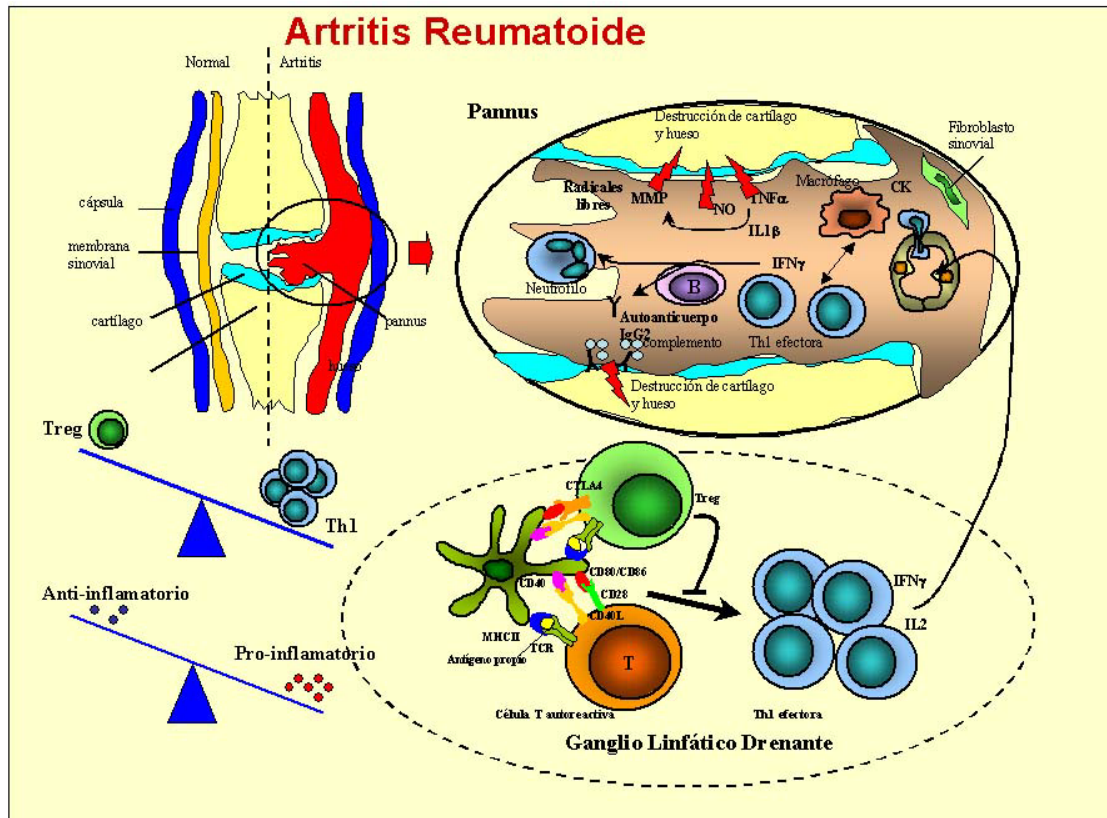 Artritis Reumatoide
Normal
Artritis
cápsula
membrana
sinovial
cartílago
pannus
hueso
Pannus
Destrucción de cartílago
y hueso
Fibroblasto
sinovial
Radicales
libres
MMP
NO
TNFα
IL1β
Macrófago
CK
Neutrofilo
IFNγ
B
Autoanticuerpo
IgG2
complemento
Th1 efectora
Destrucción de cartílago
y hueso
Treg
Th1
Anti-inflamatorio
Pro-inflamatorio
CTLA4
Treg
CD40
CD80/CD86
CD28
CD40L
MHCII
TCR
Antígeno propio
T
IFNγ
IL2
Célula T autoreactiva
Th1 efectora
Ganglio Linfático Drenante